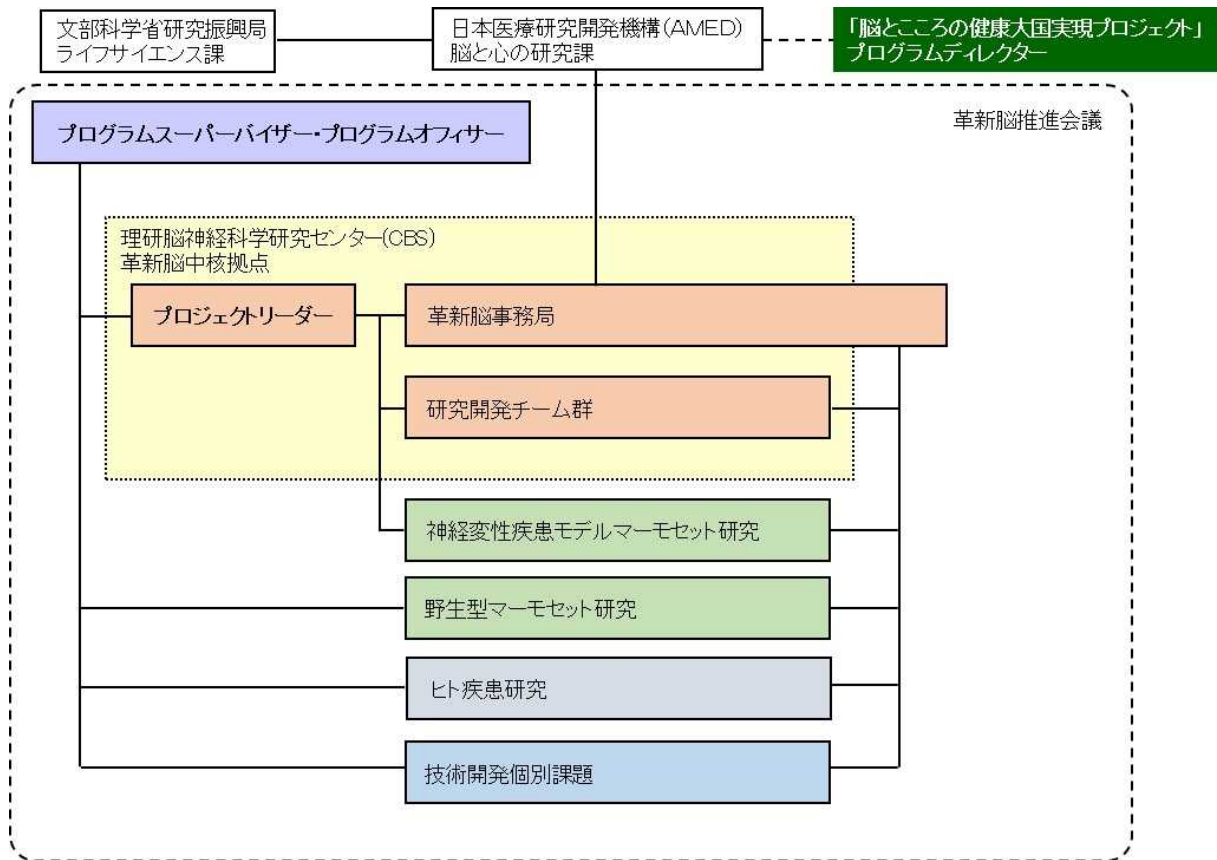 文部科学省研究振興局
ライフサイエンス課
日本医療研究開発機構(AMED)
脳と心の研究課
「脳とこころの健康大国実現プロジェクト」
プログラムディレクター
革新脳推進会議
プログラムスーパーバイザー・プログラムオフィサー
理研脳神経科学研究センター(CBS)
革新脳中核拠点
プロジェクトリーダー
革新脳事務局
研究開発チーム群
神経変性疾患モデルマーモセット研究
野生型マーモセット研究
ヒト疾患研究
技術開発個別課題